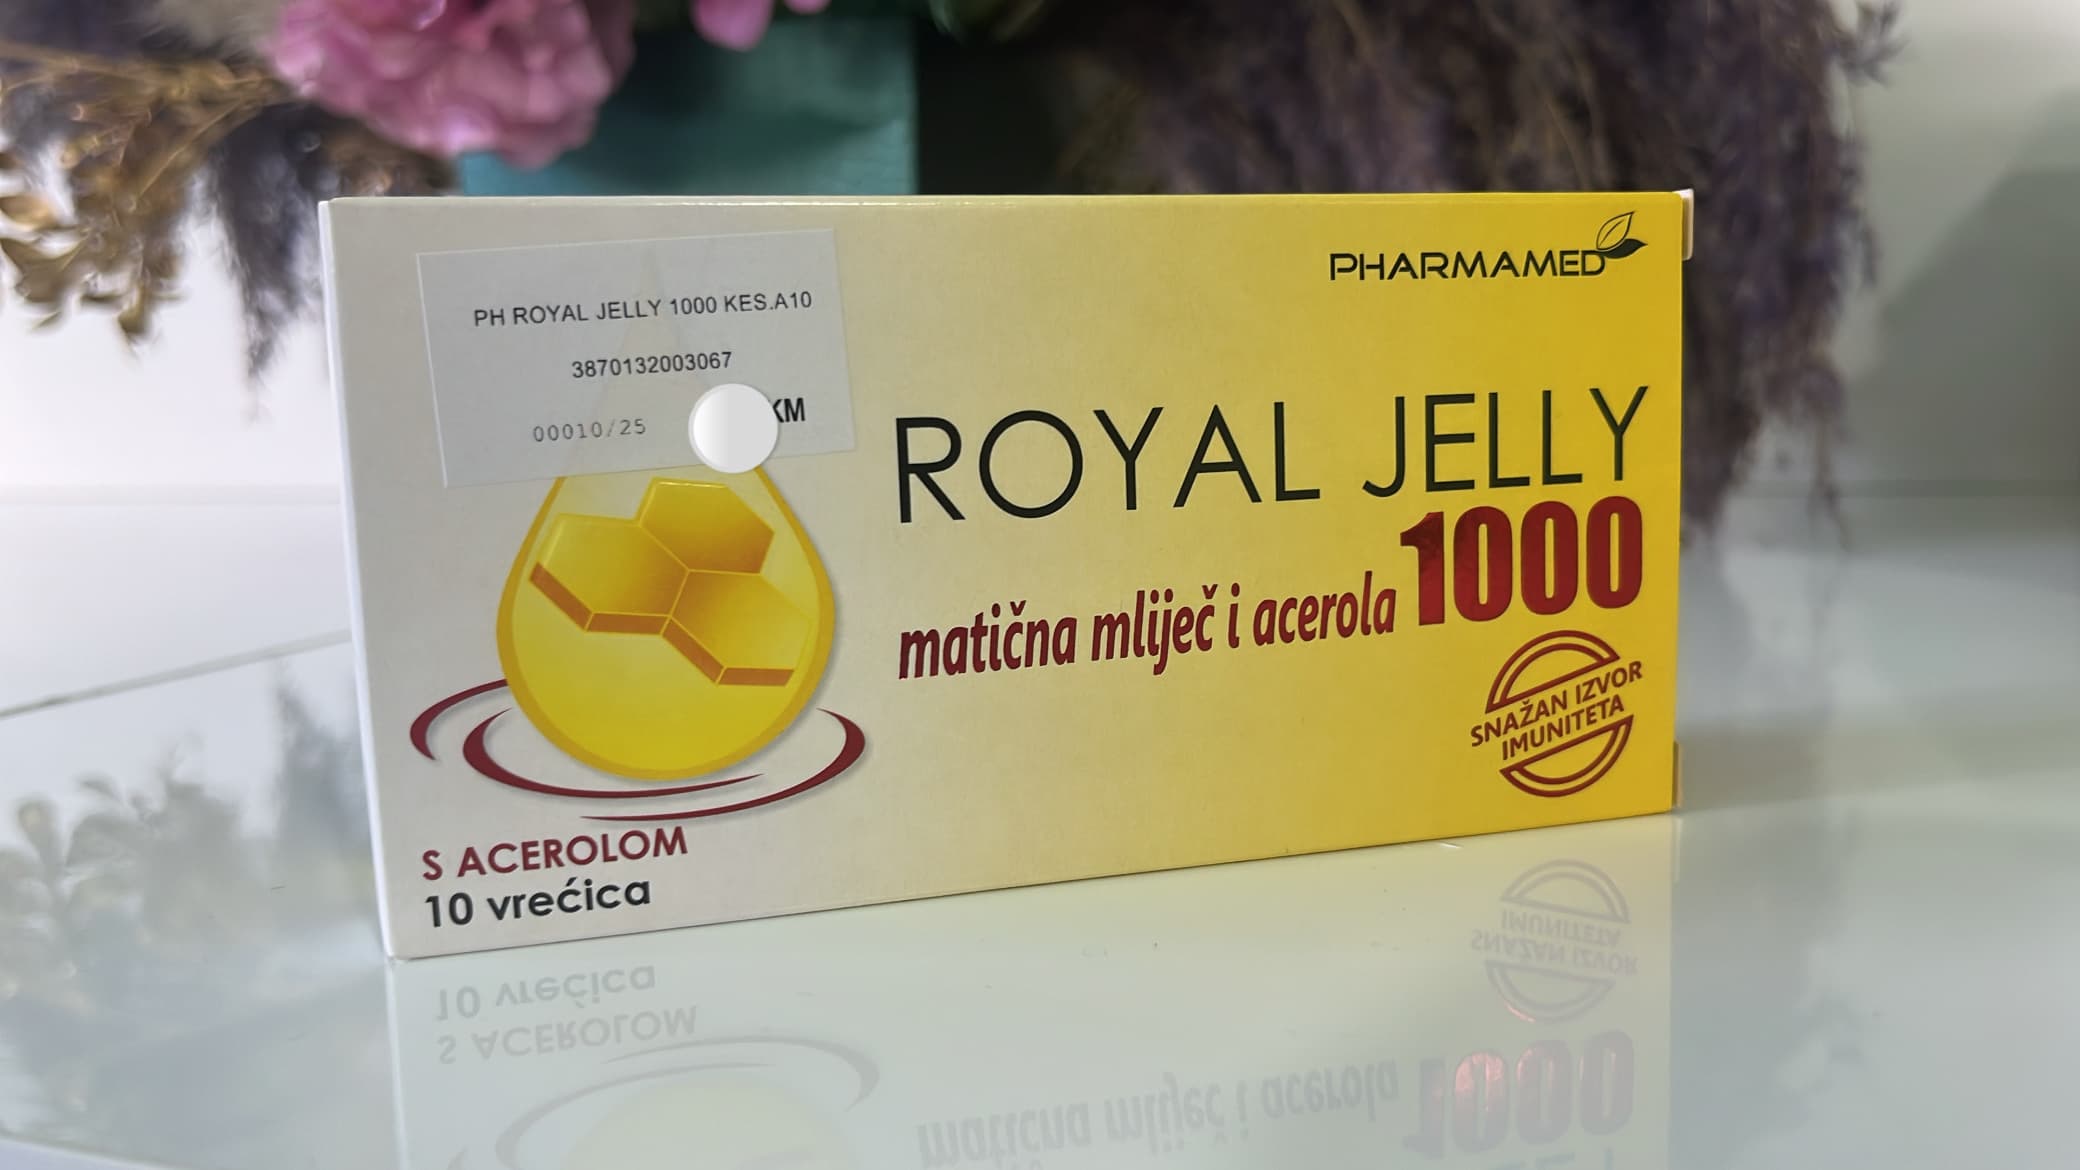 PH ROYAL JELLY 1000 KES.A10
3870132003067
00010/25
KM
PHARMAMED
ROYAL JELLY
1000
matična mliječ i acerola
SNAŽAN IZVOR
IMUNITETA
S ACEROLOM
10 vrećica